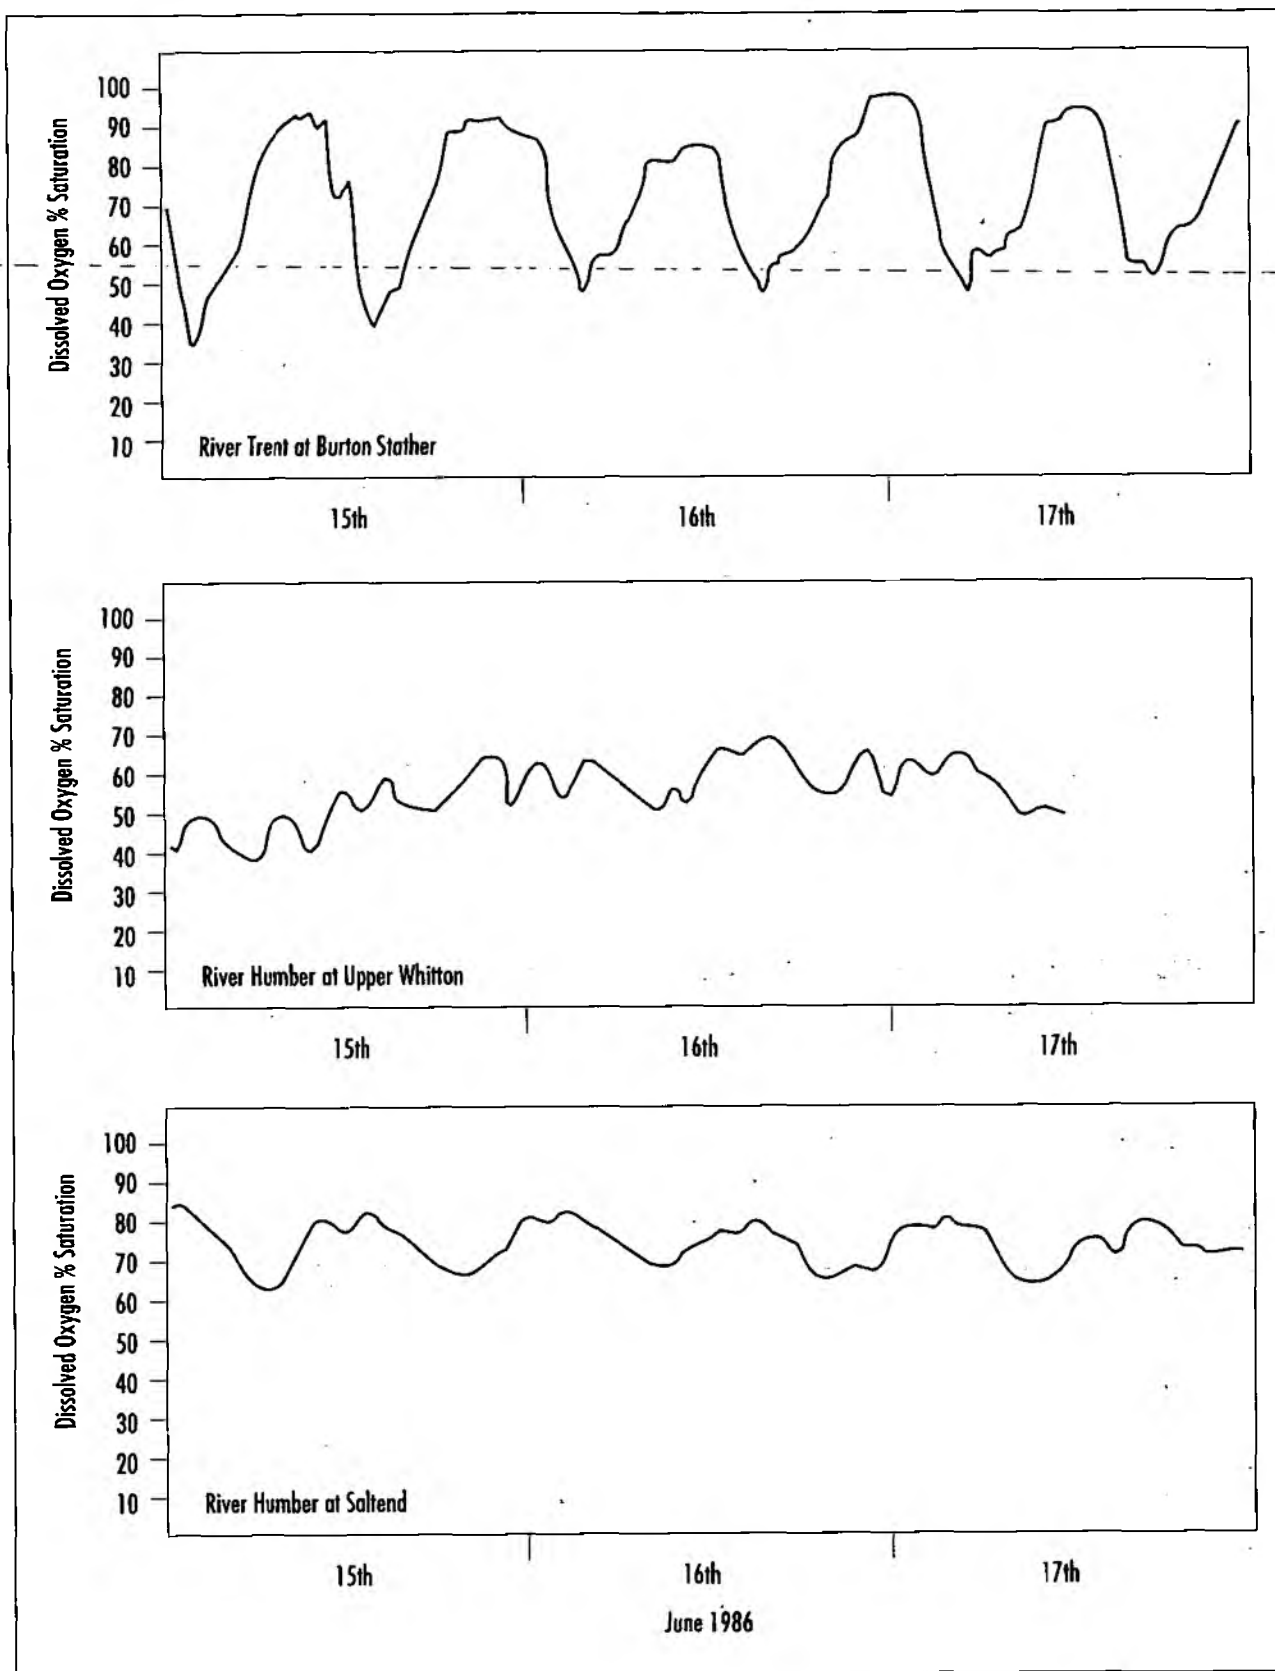 Dissolved Oxygen % Saturation
100
90
80
70
60
50
40
30
20
10
River Trent at Burton Stather
15th
16th
17th
Dissolved Oxygen % Saturation
100
90
80
70
60
50
40
30
20
10
River Humber at Upper Whitton
15th
16th
17th
Dissolved Oxygen % Saturation
100
90
80
70
60
50
40
30
20
10
River Humber at Saltend
15th
16th
17th
June 1986